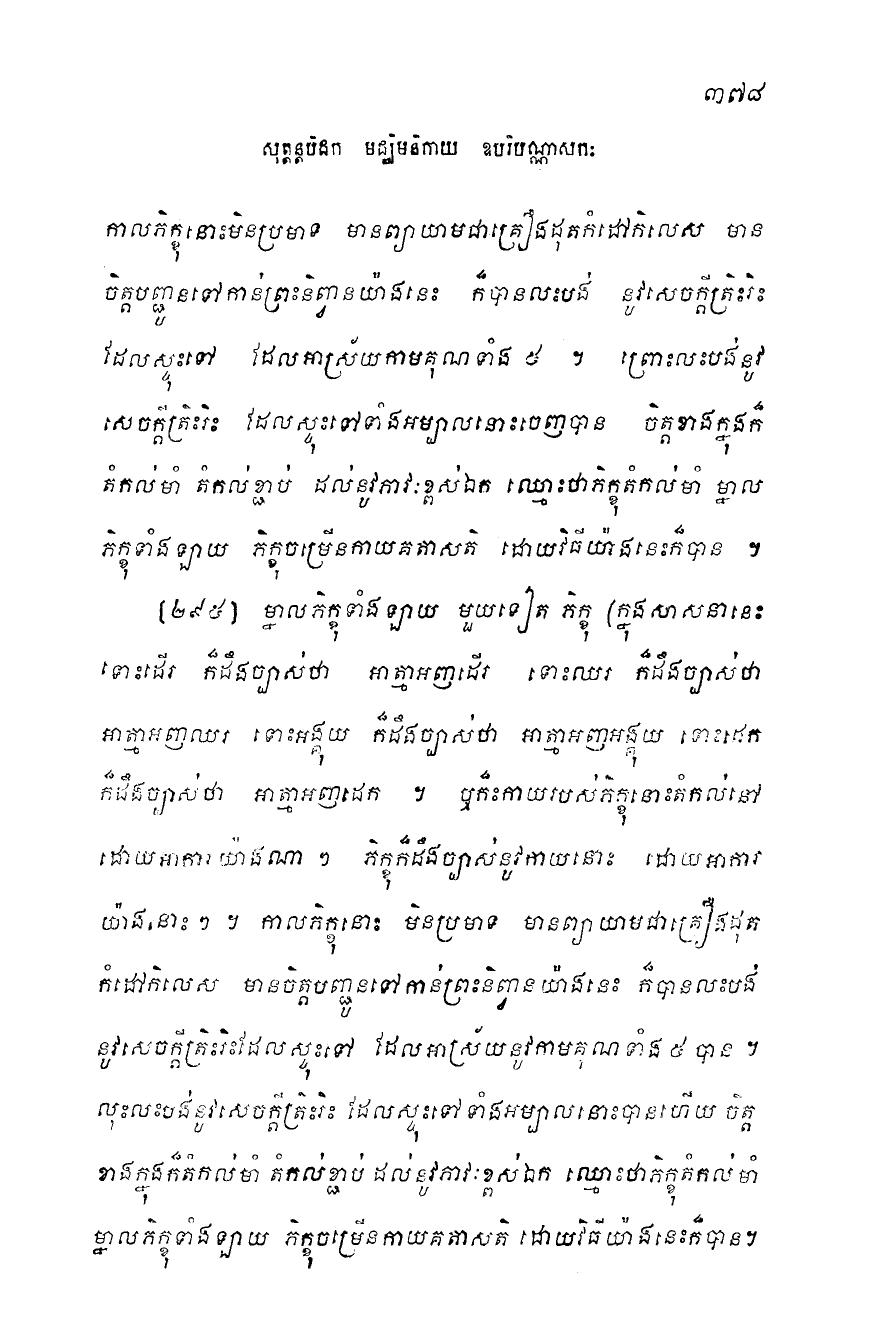 ៣៧៨
សុត្តន្តបិដក មជ្ឈិមនិកាយ ឧបរិបណ្ណាសកៈ
កាលភិក្ខុនោះមិនប្រមាទ មានព្យាយាមជាគ្រឿងដុតកំដៅកិលេស មាន
ចិត្តបញ្ជូនទៅកាន់ព្រះនិព្វានយ៉ាងនេះ ក៏បានលះបង់ នូវសេចក្តីត្រិះរិះ
ដែលស្ទុះទៅ ដែលអាស្រ័យកាមគុណទាំង ៥ ។ ព្រោះលះបង់នូវ
សេចក្តីត្រិះរិះ ដែលស្ទុះទៅទាំងអម្បាលនោះចេញបាន ចិត្តខាងក្នុងក៏
តំកល់មាំ តំកល់ខ្ជាប់ ដល់នូវភាវៈខ្ពស់ឯក ឈ្មោះថាភិក្ខុតំកល់មាំ ម្នាល
ភិក្ខុទាំងឡាយ ភិក្ខុចម្រើនកាយគតាសតិ ដោយវិធីយ៉ាងនេះក៏បាន ។
[២៩៥] ម្នាលភិក្ខុទាំងឡាយ មួយទៀត ភិក្ខុ (ក្នុងសាសនានេះ
ទោះដើរ ក៏ដឹងច្បាស់ថា អាត្មាអញដើរ ទោះឈរ ក៏ដឹងច្បាស់ថា
អាត្មាអញឈរ ទោះអង្គុយ ក៏ដឹងច្បាស់ថា អាត្មាអញអង្គុយ ទោះដេក
ក៏ដឹងច្បាស់ថា អាត្មាអញដេក ។ ឬក៏ះកាយរបស់ភិក្ខុនោះតំកល់នៅ
ដោយអាការយ៉ាងណា ៗ ភិក្ខុក៏ដឹងច្បាស់នូវកាយនោះ ដោយអាការ
យ៉ាងនោះ ៗ ។ កាលភិក្ខុនោះ មិនប្រមាទ មានព្យាយាមជាគ្រឿងដុត
កំដៅកិលេស មានចិត្តបញ្ជូនទៅកាន់ព្រះនិព្វានយ៉ាងនេះ ក៏បានលះបង់
នូវសេចក្តីត្រិះរិះដែលស្ទុះទៅ ដែលអាស្រ័យនូវកាមគុណទាំង ៥ បាន ។
លុះលះបង់នូវសេចក្តីត្រិះរិះ ដែលស្ទុះទៅទាំងអម្បាលនោះបានហើយ ចិត្ត
ខាងក្នុងក៏តំកល់មាំ តំកល់ខ្ជាប់ ដល់នូវភាវៈខ្ពស់ឯក ឈ្មោះថាភិក្ខុតំកល់មាំ
ម្នាលភិក្ខុទាំងឡាយ ភិក្ខុចម្រើនកាយគតាសតិ ដោយវិធីយ៉ាងនេះក៏បាន។